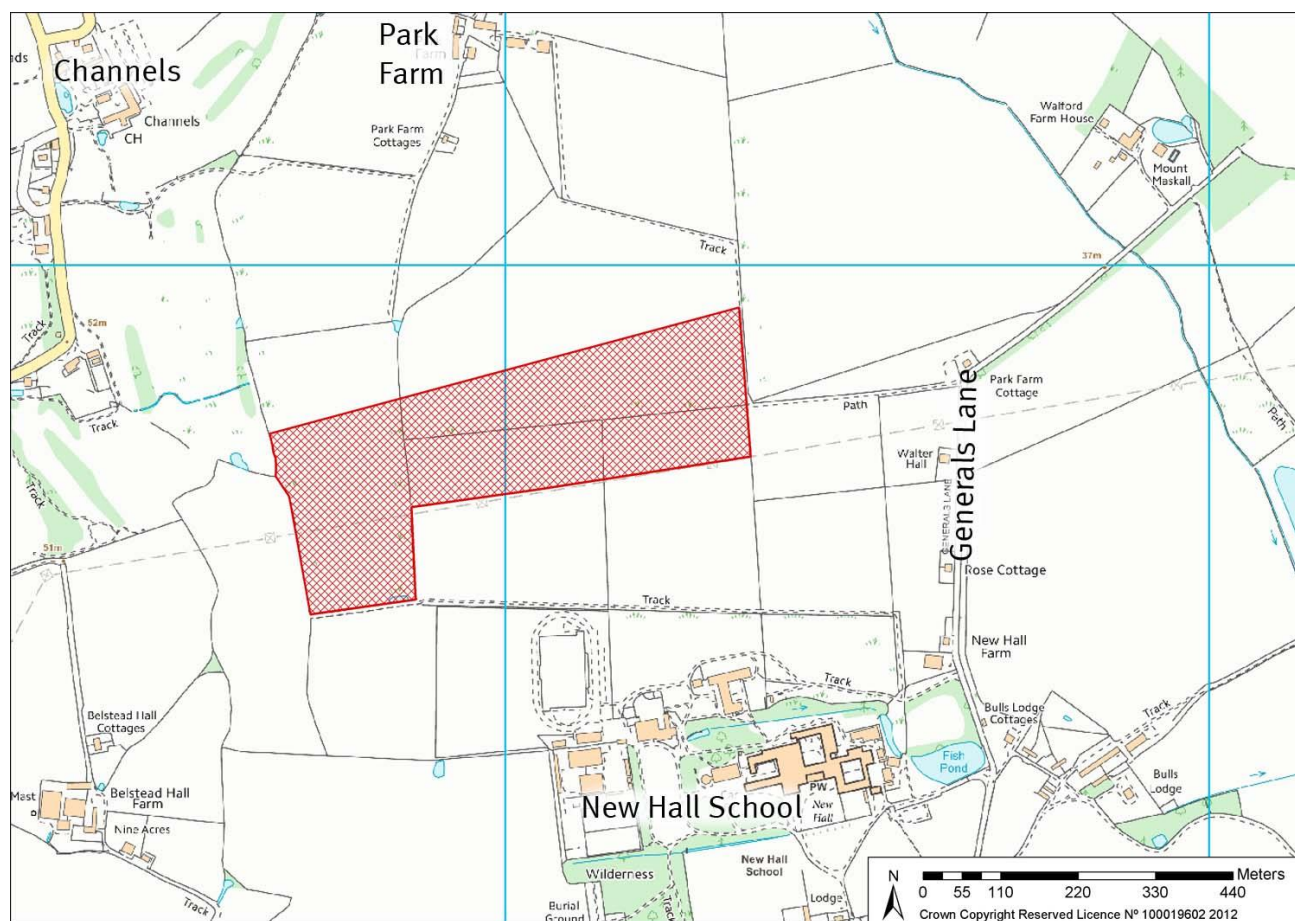 Park
Farm
Farm
Channels
nds
Channels
CH
Park Farm
Cottages
Walford
Farm House
Mount
Maskall
Track
37m
52m
Track
Track
Track
51m
Path
Park Farm
Cottage
Path
Walter
Hall
GENERALS LANE
Generals Lane
Rose Cottage
Track
New Hall
Farm
Track
Belstead Hall
Cottages
Bulls Lodge
Cottages
Track
Fish
Pond
Bulls
Lodge
Mast
Belstead Hall
Farm
Nine Acres
New Hall School
PW
New
Hall
New Hall
School
Wilderness
Burial
Ground
Track
Lodge
Track
N
Meters
0 55 110 220 330 440
Crown Copyright Reserved Licence Nº 100019602 2012